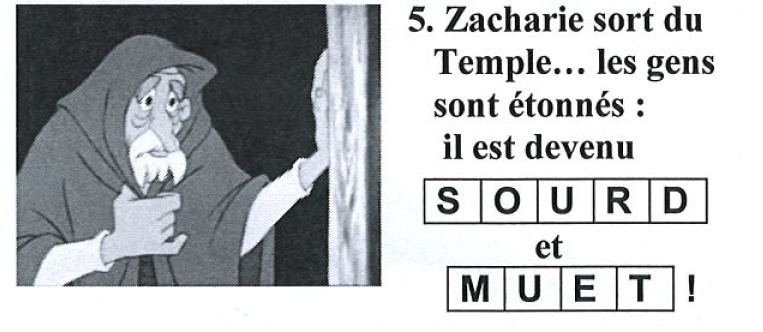 5. Zacharie sort du
Temple... les gens
sont étonnés :
il est devenu
SOURD
et
MUET !